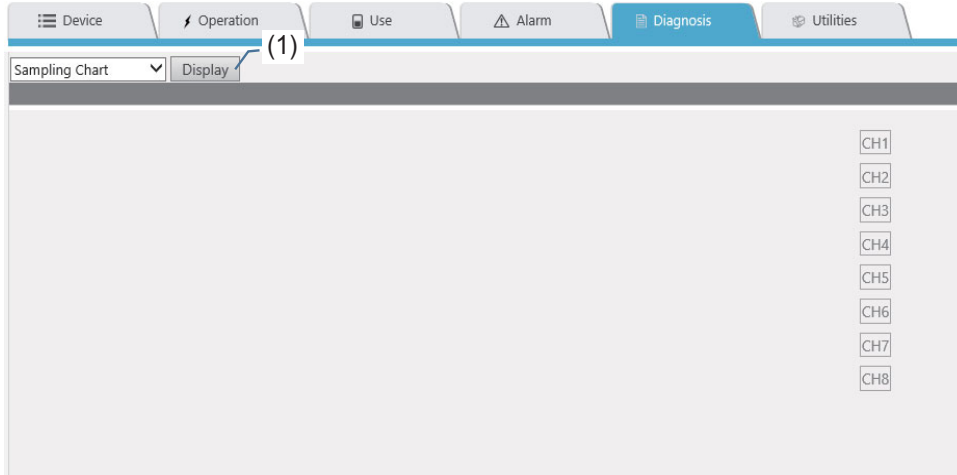 Device Operation Use Alarm Diagnosis Utilities
(1)
Sampling Chart Display
CH1
CH2
CH3
CH4
CH5
CH6
CH7
CH8